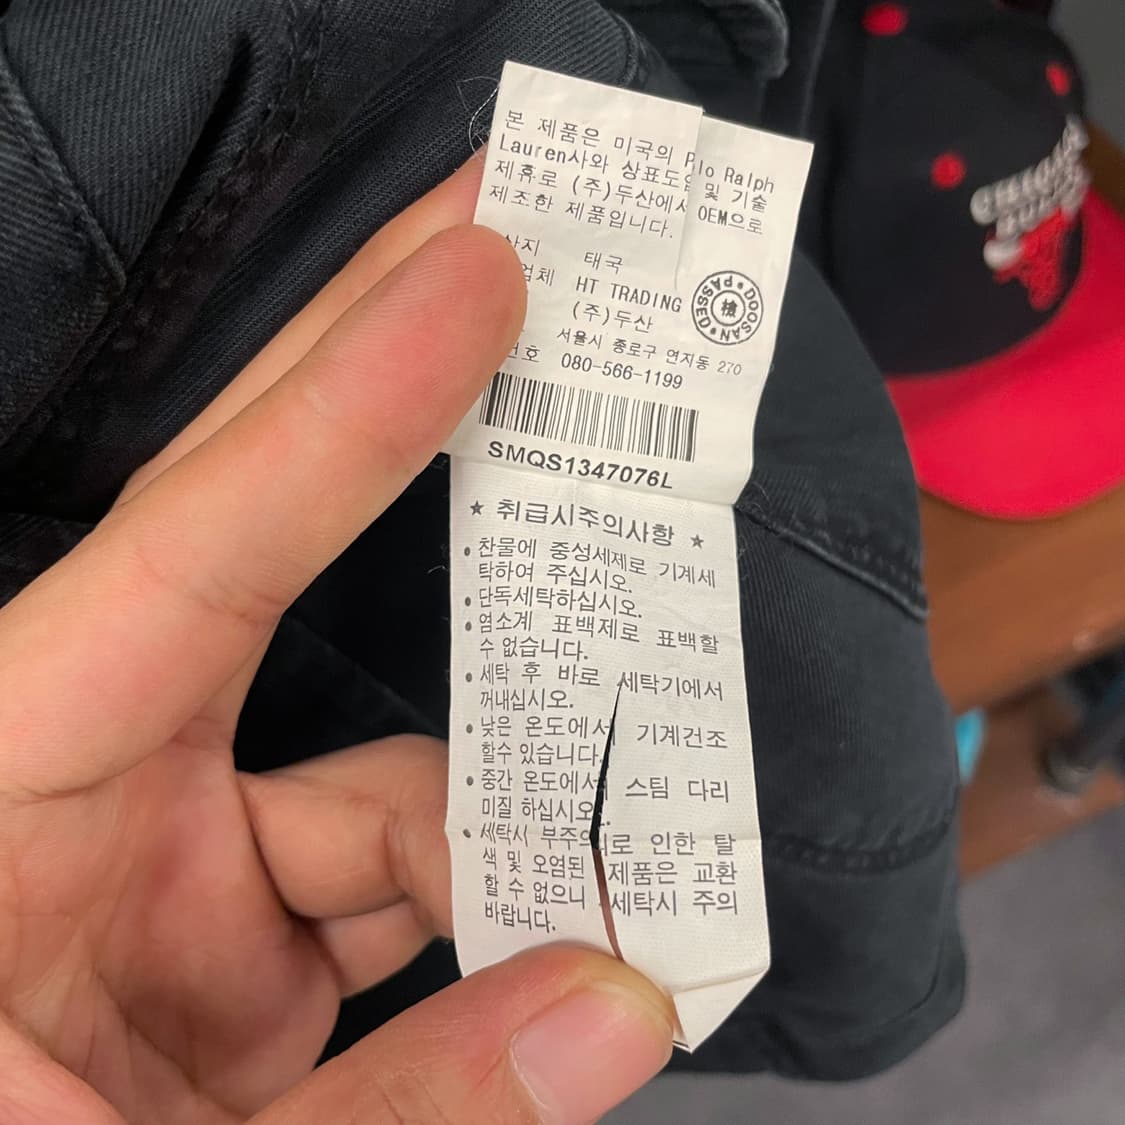 본 제품은 미국의 Polo Ralph
Lauren사와 상표도입 및 기술
제휴로 (주)두산에서 OEM으로
제조한 제품입니다.
태국
HT TRADING
(주)두산
서울시 종로구 연지동 270
080-566-1199
DOOSAN PASSED
檢
SMQS1347076L
★ 취급시주의사항 ★
• 찬물에 중성세제로 기계세
탁하여 주십시오.
• 단독세탁하십시오.
• 염소계 표백제로 표백할
수 없습니다.
• 세탁 후 바로 세탁기에서
꺼내십시오.
• 낮은 온도에서 기계건조
할수 있습니다.
• 중간 온도에서 스팀 다리
미질 하십시오.
• 세탁시 부주의로 인한 탈
색 및 오염된 제품은 교환
할 수 없으니 세탁시 주의
바랍니다.